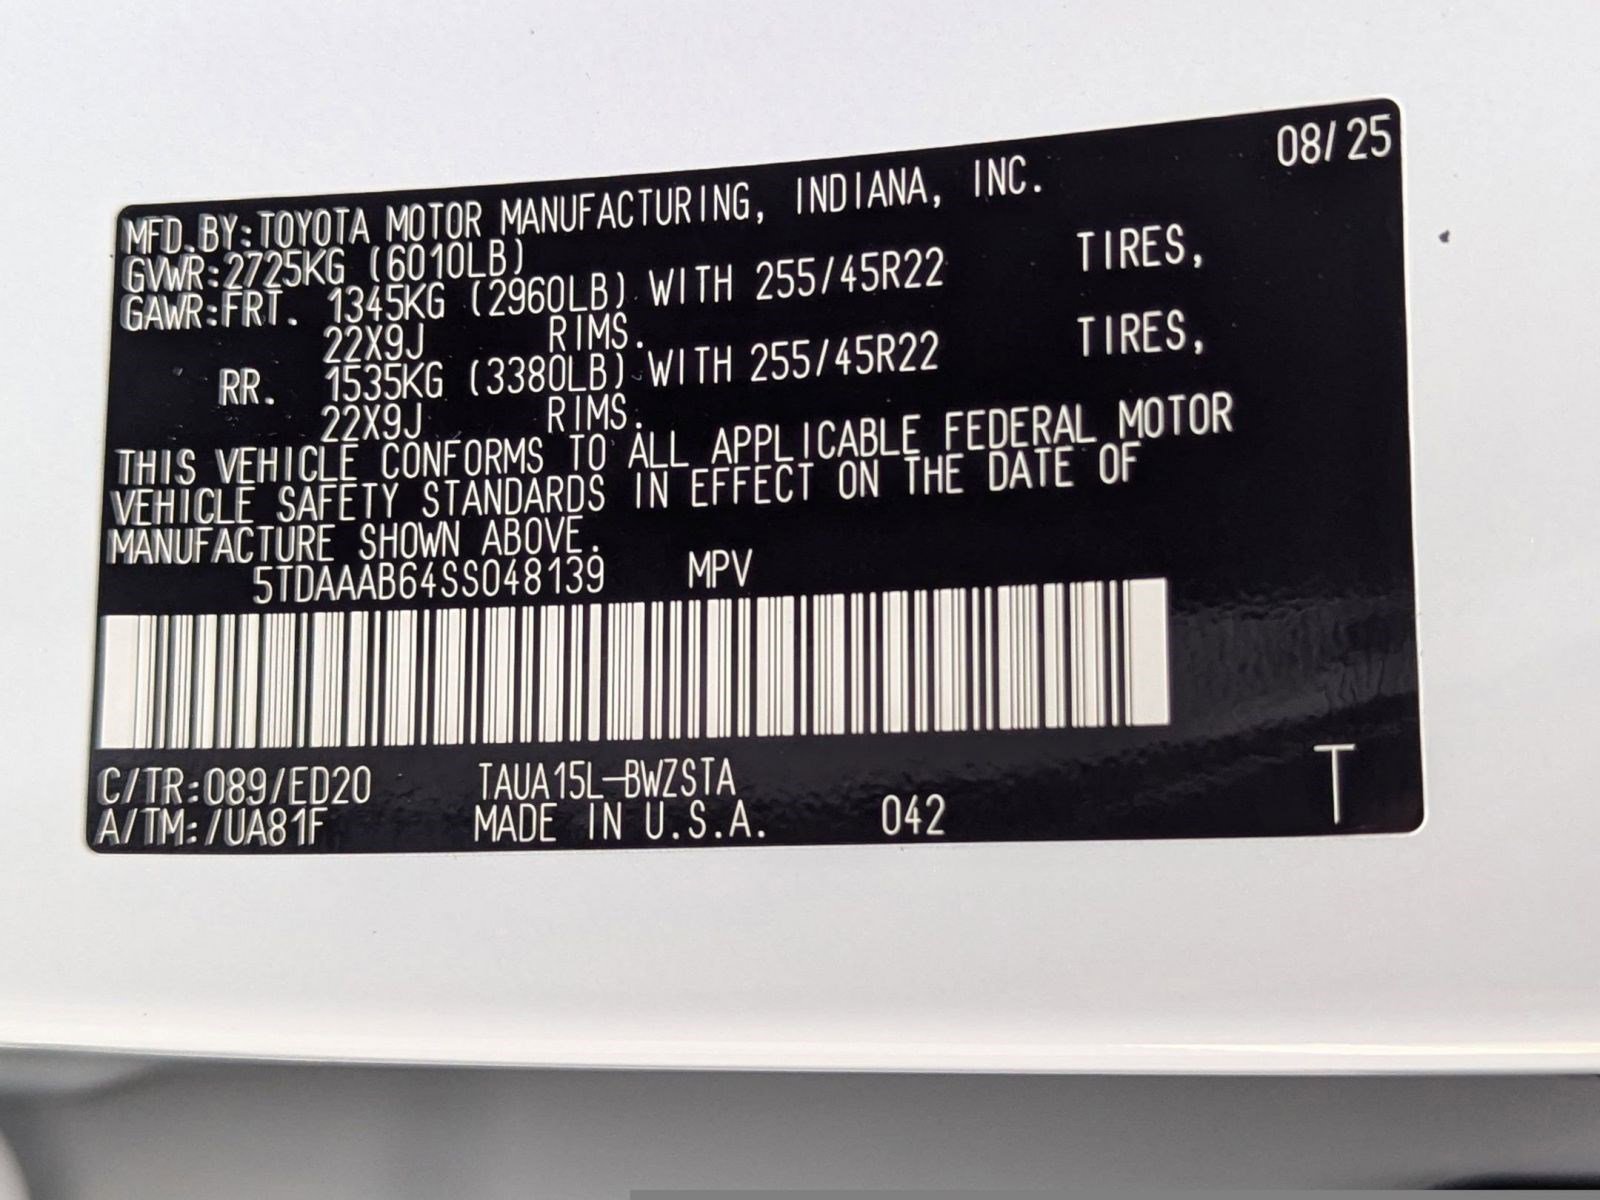 08/25
MFD.BY:TOYOTA MOTOR MANUFACTURING, INDIANA, INC.
GVWR:2725KG (6010LB)
GAWR:FRT. 1345KG (2960LB) WITH 255/45R22 TIRES,
22X9J RIMS.
RR. 1535KG (3380LB) WITH 255/45R22 TIRES,
22X9J RIMS.
THIS VEHICLE CONFORMS TO ALL APPLICABLE FEDERAL MOTOR
VEHICLE SAFETY STANDARDS IN EFFECT ON THE DATE OF
MANUFACTURE SHOWN ABOVE.
5TDAAAB64SS048139 MPV
C/TR:089/ED20 TAUA15L-BWZSTA
A/TM:/UA81F MADE IN U.S.A. 042 T